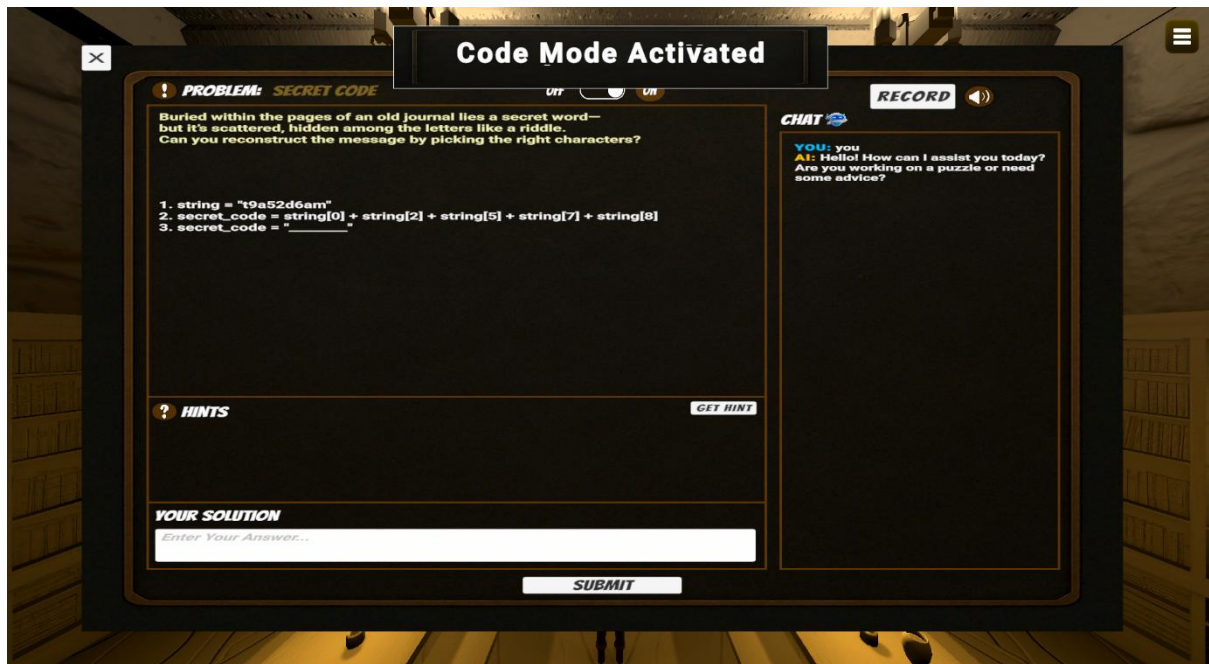 Code Mode Activated
PROBLEM: SECRET CODE
OFF
ON
Buried within the pages of an old journal lies a secret word—
but it's scattered, hidden among the letters like a riddle.
Can you reconstruct the message by picking the right characters?
1. string = "t9a52d6am"
2. secret_code = string[0] + string[2] + string[5] + string[7] + string[8]
3. secret_code = "________"
? HINTS
GET HINT
YOUR SOLUTION
Enter Your Answer...
SUBMIT
RECORD
CHAT
YOU: you
AI: Hello! How can I assist you today?
Are you working on a puzzle or need
some advice?